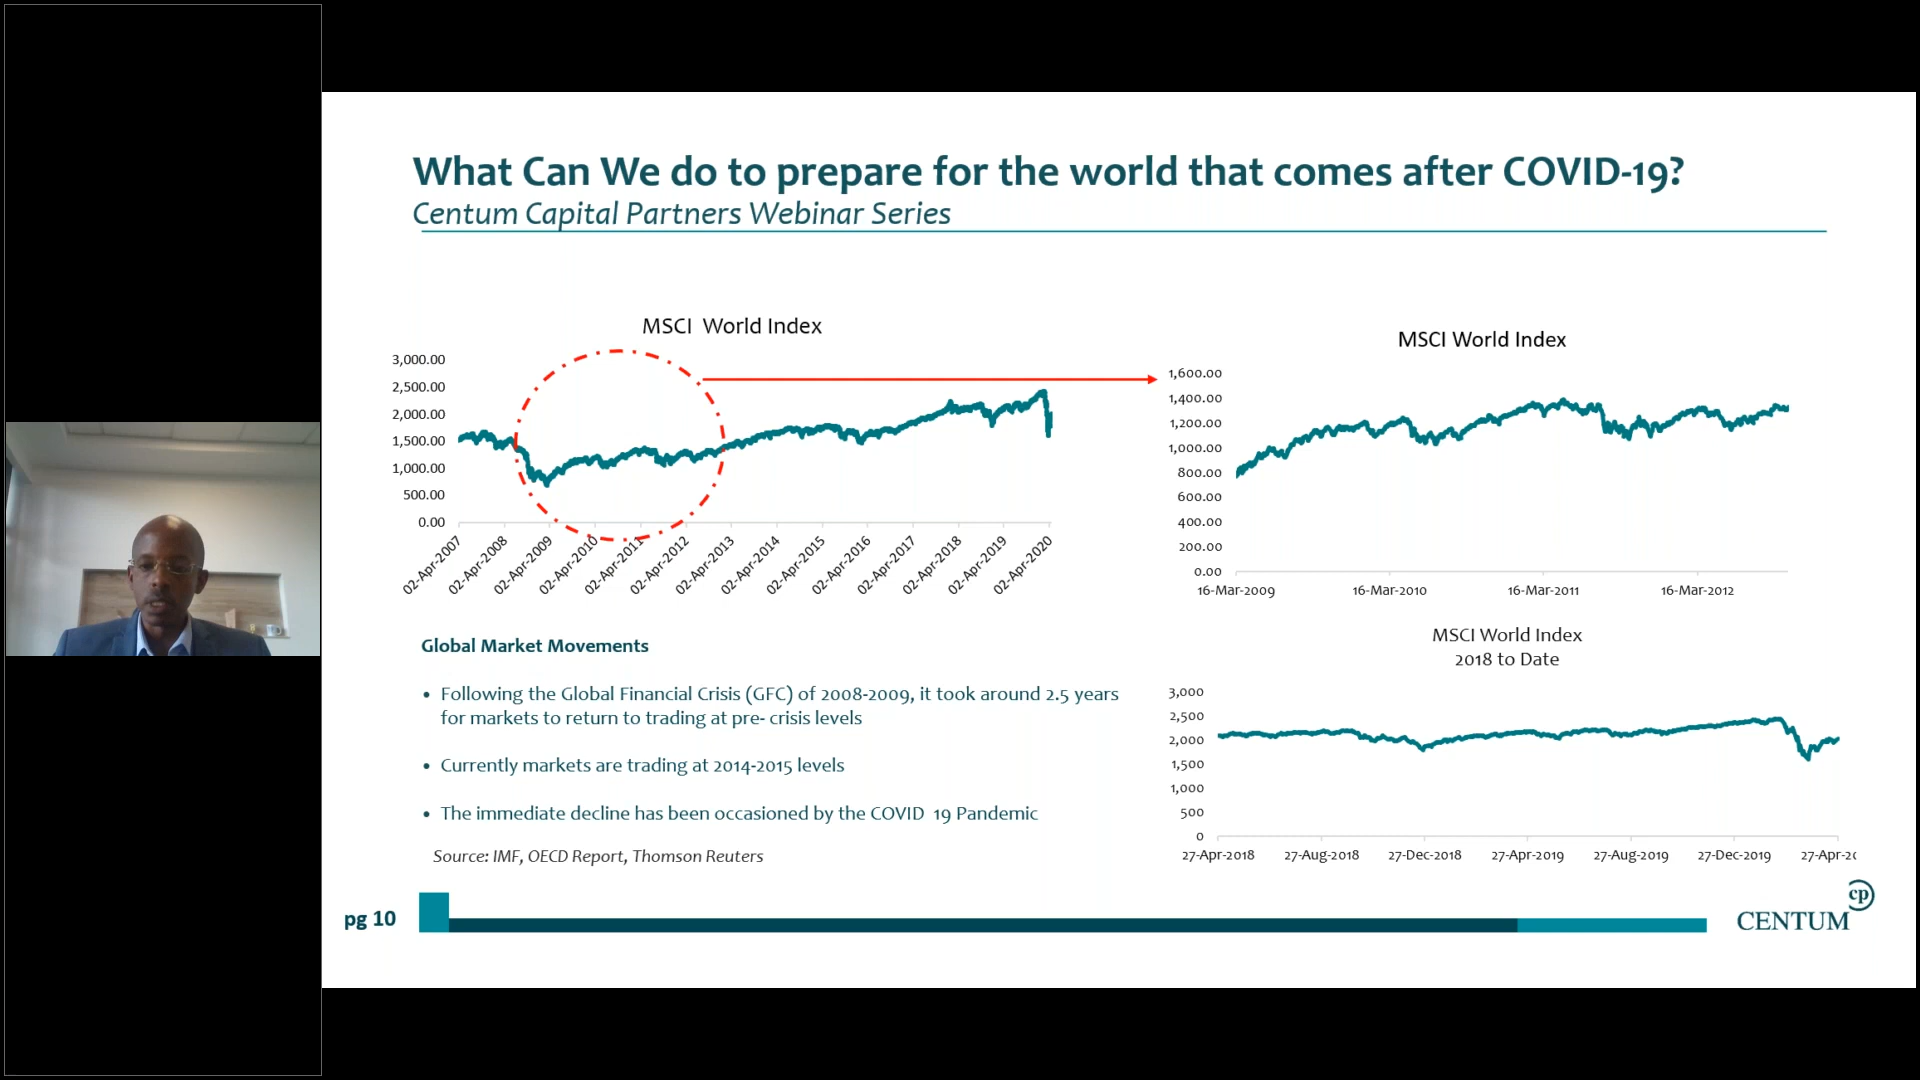 What Can We do to prepare for the world that comes after COVID-19?
Centum Capital Partners Webinar Series
MSCI  World Index
3,000.00
2,500.00
2,000.00
1,500.00
1,000.00
500.00
0.00
02-Apr-2007
02-Apr-2008
02-Apr-2009
02-Apr-2010
02-Apr-2011
02-Apr-2012
02-Apr-2013
02-Apr-2014
02-Apr-2015
02-Apr-2016
02-Apr-2017
02-Apr-2018
02-Apr-2019
02-Apr-2020
MSCI World Index
1,600.00
1,400.00
1,200.00
1,000.00
800.00
600.00
400.00
200.00
0.00
16-Mar-2009
16-Mar-2010
16-Mar-2011
16-Mar-2012
Global Market Movements
• Following the Global Financial Crisis (GFC) of 2008-2009, it took around 2.5 years
for markets to return to trading at pre- crisis levels
• Currently markets are trading at 2014-2015 levels
• The immediate decline has been occasioned by the COVID  19 Pandemic
Source: IMF, OECD Report, Thomson Reuters
MSCI World Index
2018 to Date
3,000
2,500
2,000
1,500
1,000
500
0
27-Apr-2018
27-Aug-2018
27-Dec-2018
27-Apr-2019
27-Aug-2019
27-Dec-2019
27-Apr-20
pg 10
cp
CENTUM